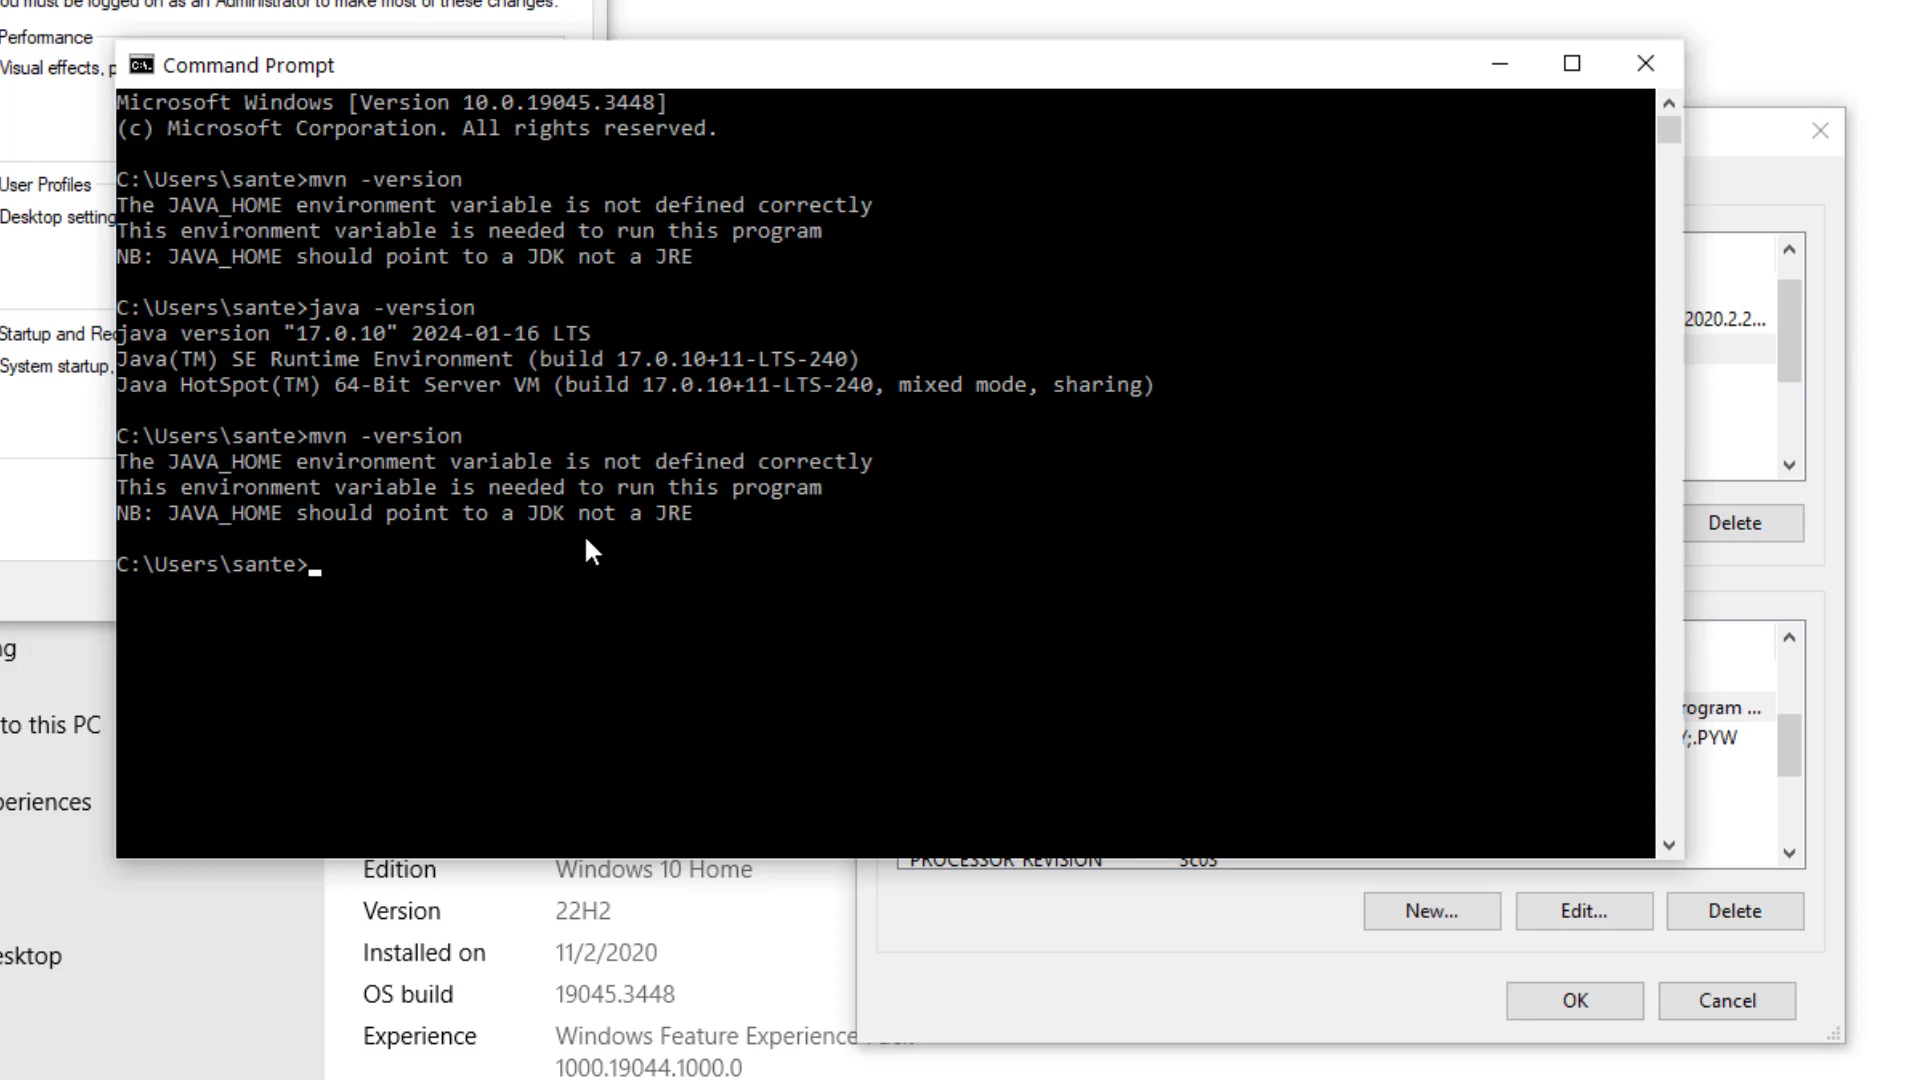 You must be logged on as an Administrator to make most of these changes.
Performance
Visual effects, p
User Profiles
Desktop setting
Startup and Rec
System startup,
Command Prompt
Microsoft Windows [Version 10.0.19045.3448]
(c) Microsoft Corporation. All rights reserved.
C:\Users\sante>mvn -version
The JAVA_HOME environment variable is not defined correctly
This environment variable is needed to run this program
NB: JAVA_HOME should point to a JDK not a JRE
C:\Users\sante>java -version
java version "17.0.10" 2024-01-16 LTS
Java(TM) SE Runtime Environment (build 17.0.10+11-LTS-240)
Java HotSpot(TM) 64-Bit Server VM (build 17.0.10+11-LTS-240, mixed mode, sharing)
C:\Users\sante>mvn -version
The JAVA_HOME environment variable is not defined correctly
This environment variable is needed to run this program
NB: JAVA_HOME should point to a JDK not a JRE
C:\Users\sante>
2020.2.2...
Delete
rogram ...
Y;.PYW
PROCESSOR_REVISION 3c03
New... Edit... Delete
OK Cancel
ng
to this PC
periences
esktop
Edition Windows 10 Home
Version 22H2
Installed on 11/2/2020
OS build 19045.3448
Experience Windows Feature Experience Pack
1000.19044.1000.0